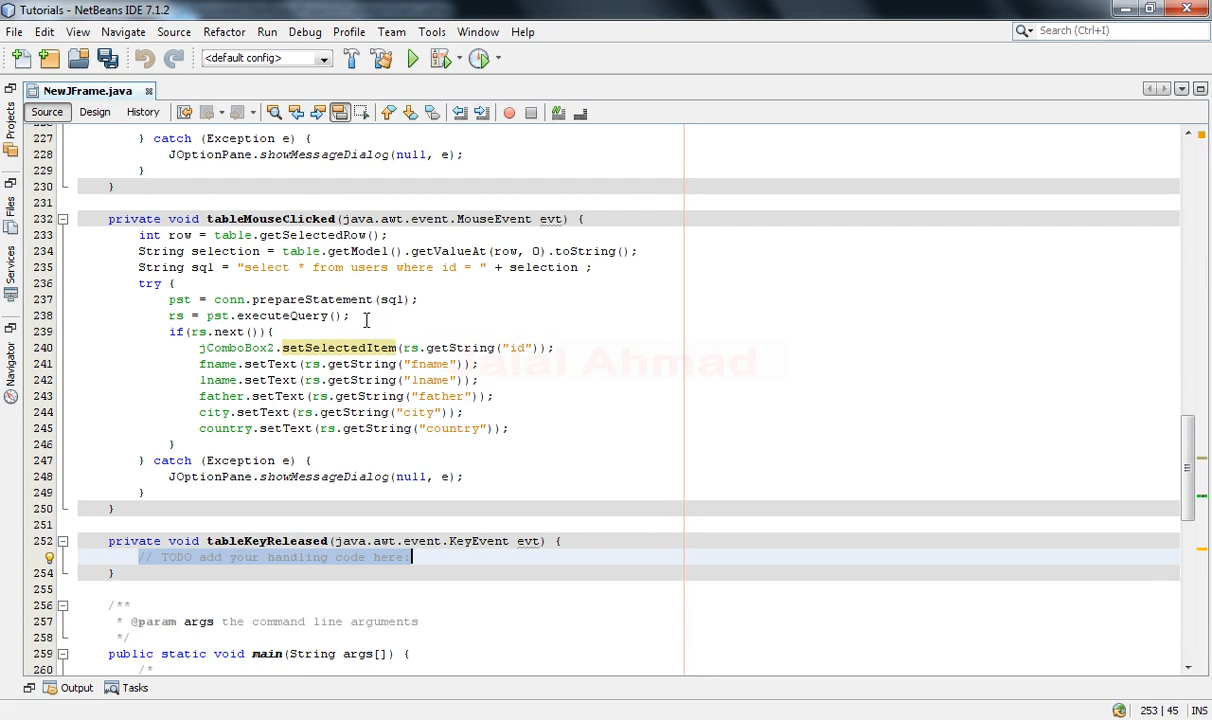 Tutorials - NetBeans IDE 7.1.2
File Edit View Navigate Source Refactor Run Debug Profile Team Tools Window Help
Search (Ctrl+I)
<default config>
NewJFrame.java
Source Design History
Projects
Files
Services
Navigator
227 } catch (Exception e) {
228 JOptionPane.showMessageDialog(null, e);
229 }
230 }
231
232 private void tableMouseClicked(java.awt.event.MouseEvent evt) {
233 int row = table.getSelectedRow();
234 String selection = table.getModel().getValueAt(row, 0).toString();
235 String sql = "select * from users where id = " + selection ;
236 try {
237 pst = conn.prepareStatement(sql);
238 rs = pst.executeQuery();
239 if(rs.next()){
240 jComboBox2.setSelectedItem(rs.getString("id"));
241 fname.setText(rs.getString("fname"));
242 lname.setText(rs.getString("lname"));
243 father.setText(rs.getString("father"));
244 city.setText(rs.getString("city"));
245 country.setText(rs.getString("country"));
246 }
247 } catch (Exception e) {
248 JOptionPane.showMessageDialog(null, e);
249 }
250 }
251
252 private void tableKeyReleased(java.awt.event.KeyEvent evt) {
// TODO add your handling code here:
254 }
255
256 /**
257 * @param args the command line arguments
258 */
259 public static void main(String args[]) {
260 /*
Ahmad
Output Tasks
253 | 45 INS